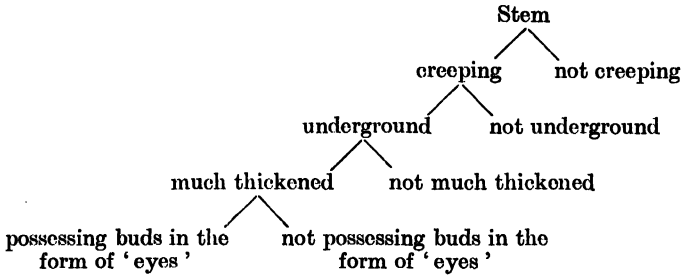 Stem
creeping not creeping
underground not underground
much thickened not much thickened
possessing buds in the not possessing buds in the
form of ‘eyes’ form of ‘eyes’